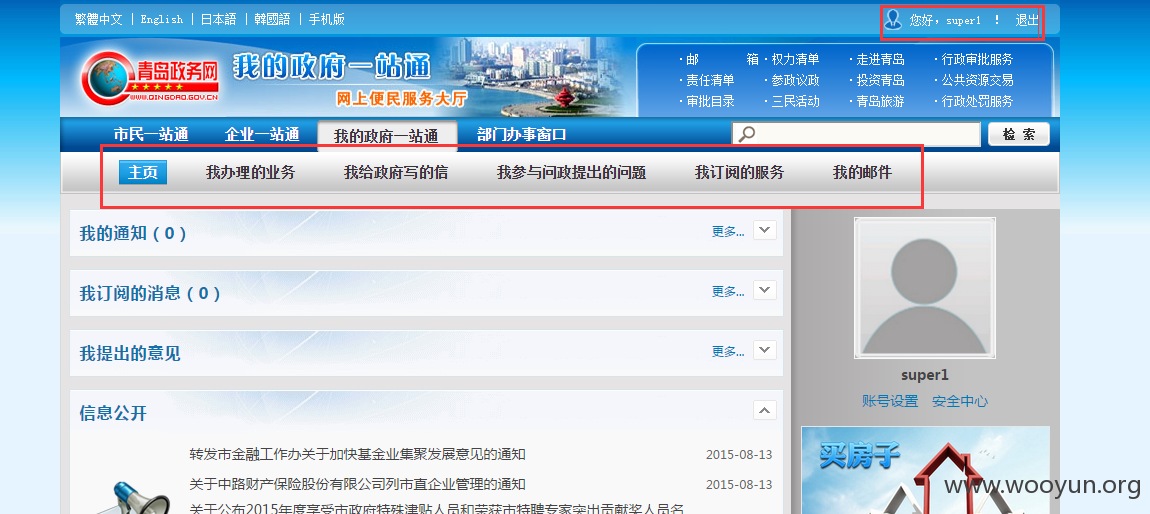 繁體中文 | English | 日本語 | 韓國語 | 手机版
您好，super1 ！ 退出
青岛政务网
WWW.QINGDAO.GOV.CN
我的政府一站通
网上便民服务大厅
·邮 箱 ·权力清单 ·走进青岛 ·行政审批服务
·责任清单 ·参政议政 ·投资青岛 ·公共资源交易
·审批目录 ·三民活动 ·青岛旅游 ·行政处罚服务
市民一站通 企业一站通 我的政府一站通 部门办事窗口 检 索
主页 我办理的业务 我给政府写的信 我参与问政提出的问题 我订阅的服务 我的邮件
我的通知（0） 更多...
我订阅的消息（0） 更多...
我提出的意见 更多...
信息公开
转发市金融工作办关于加快基金业集聚发展意见的通知 2015-08-13
关于中路财产保险股份有限公司列市直企业管理的通知 2015-08-13
关于公布2015年度享受市政府特殊津贴人员和荣获市特聘专家突出贡献奖人员名
super1
账号设置 安全中心
买房子
www.wooyun.org